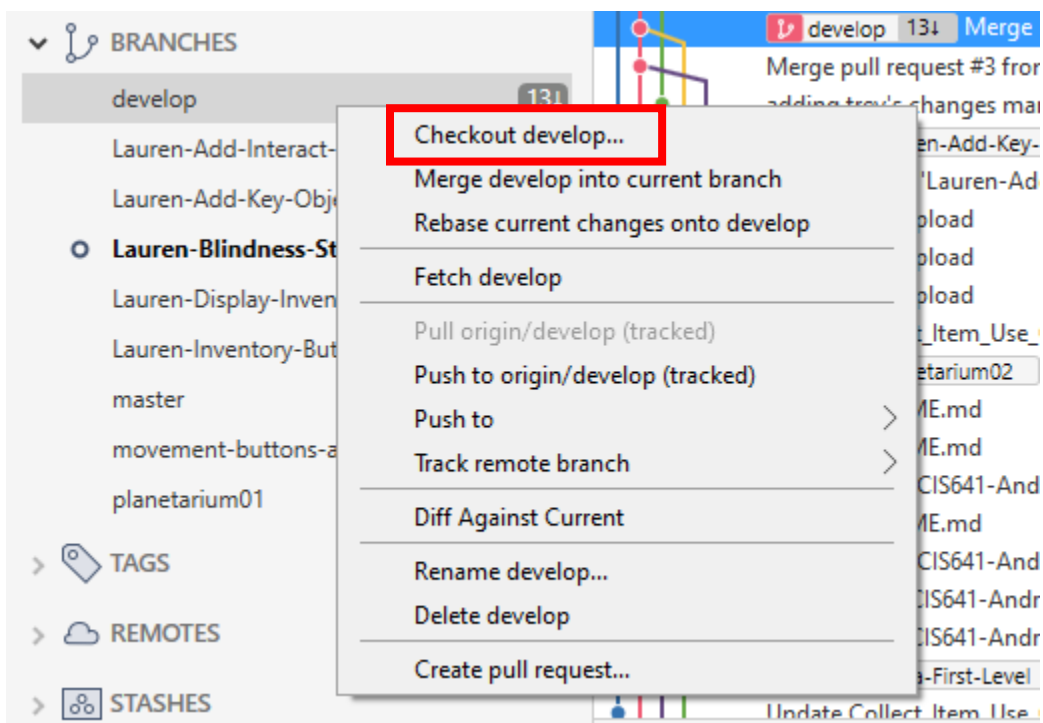 BRANCHES
develop 13↓
Lauren-Add-Interact-
Lauren-Add-Key-Obj
Lauren-Blindness-St
Lauren-Display-Inven
Lauren-Inventory-But
master
movement-buttons-a
planetarium01
TAGS
REMOTES
STASHES
Checkout develop...
Merge develop into current branch
Rebase current changes onto develop
Fetch develop
Pull origin/develop (tracked)
Push to origin/develop (tracked)
Push to
Track remote branch
Diff Against Current
Rename develop...
Delete develop
Create pull request...
develop 13↓ Merge
Merge pull request #3 from
adding trey's changes
en-Add-Key-
'Lauren-Ad
pload
pload
pload
t_Item_Use_
etarium02
ME.md
ME.md
CIS641-And
ME.md
CIS641-And
CIS641-Andr
CIS641-Andr
a-First-Level
Update Collect_Item_Use_